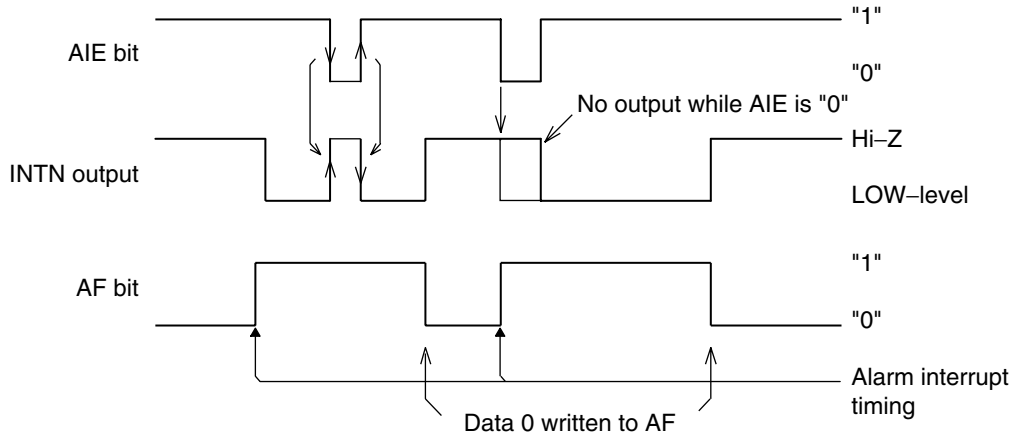 "1"
AIE bit
"0"
No output while AIE is "0"
Hi–Z
INTN output
LOW–level
"1"
AF bit
"0"
Alarm interrupt
timing
Data 0 written to AF